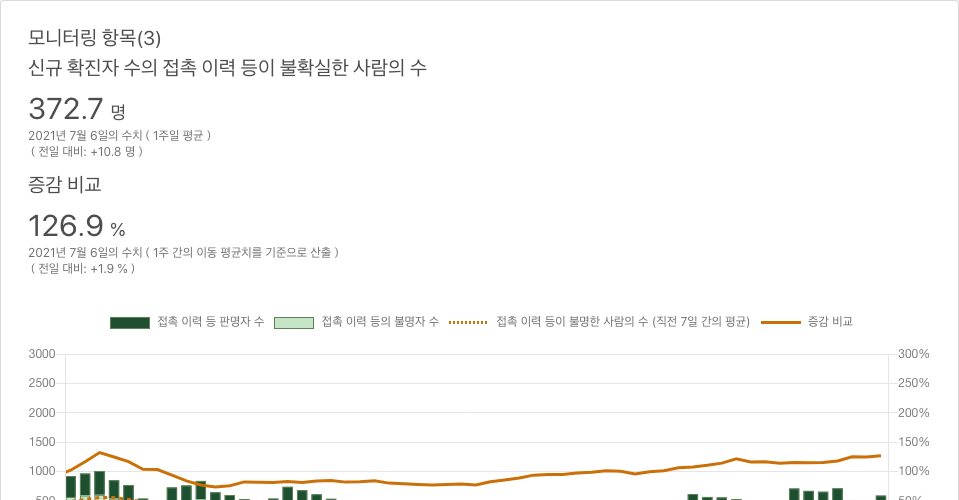 모니터링 항목(3)
신규 확진자 수의 접촉 이력 등이 불확실한 사람의 수
372.7 명
2021년 7월 6일의 수치 ( 1주일 평균 )
( 전일 대비: +10.8 명 )
증감 비교
126.9 %
2021년 7월 6일의 수치 ( 1주 간의 이동 평균치를 기준으로 산출 )
( 전일 대비: +1.9 % )
접촉 이력 등 판명자 수 접촉 이력 등의 불명자 수 접촉 이력 등이 불명한 사람의 수 (직전 7일 간의 평균) 증감 비교
3000 300%
2500 250%
2000 200%
1500 150%
1000 100%
500 50%